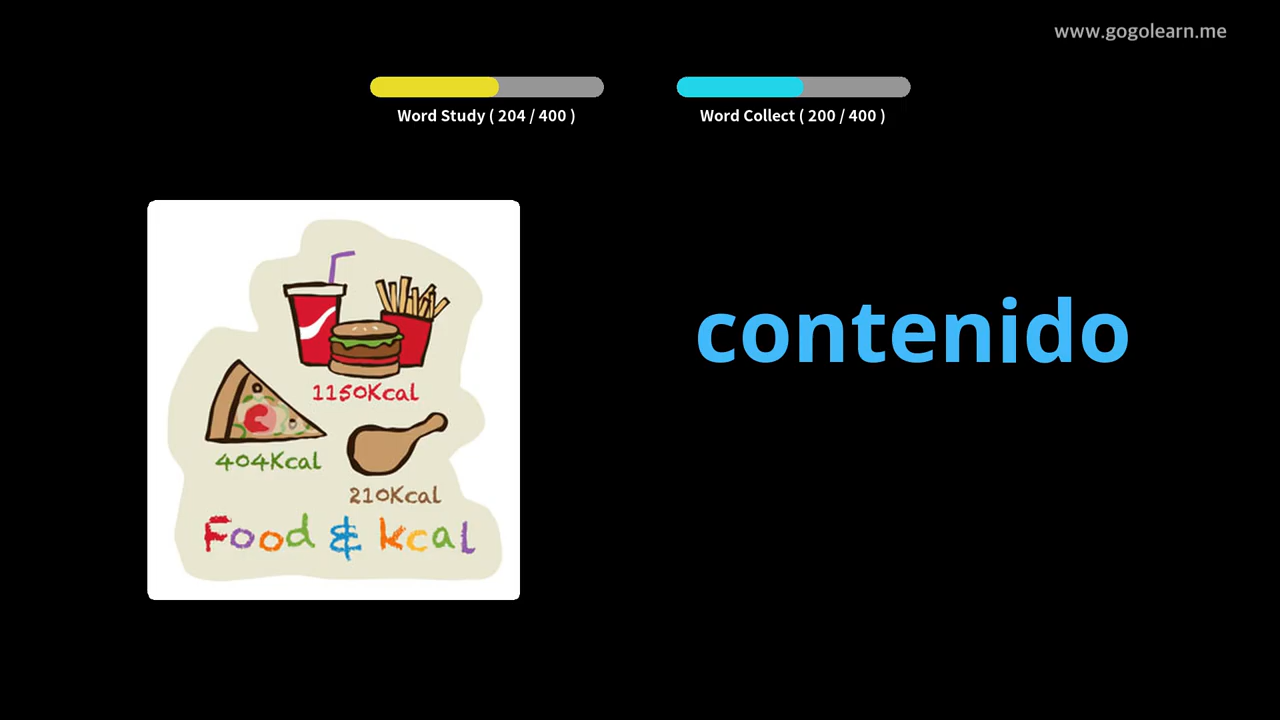 www.gogolearn.me
Word Study ( 204 / 400 )
Word Collect ( 200 / 400 )
contenido
1150Kcal
404Kcal
210Kcal
Food & kcal